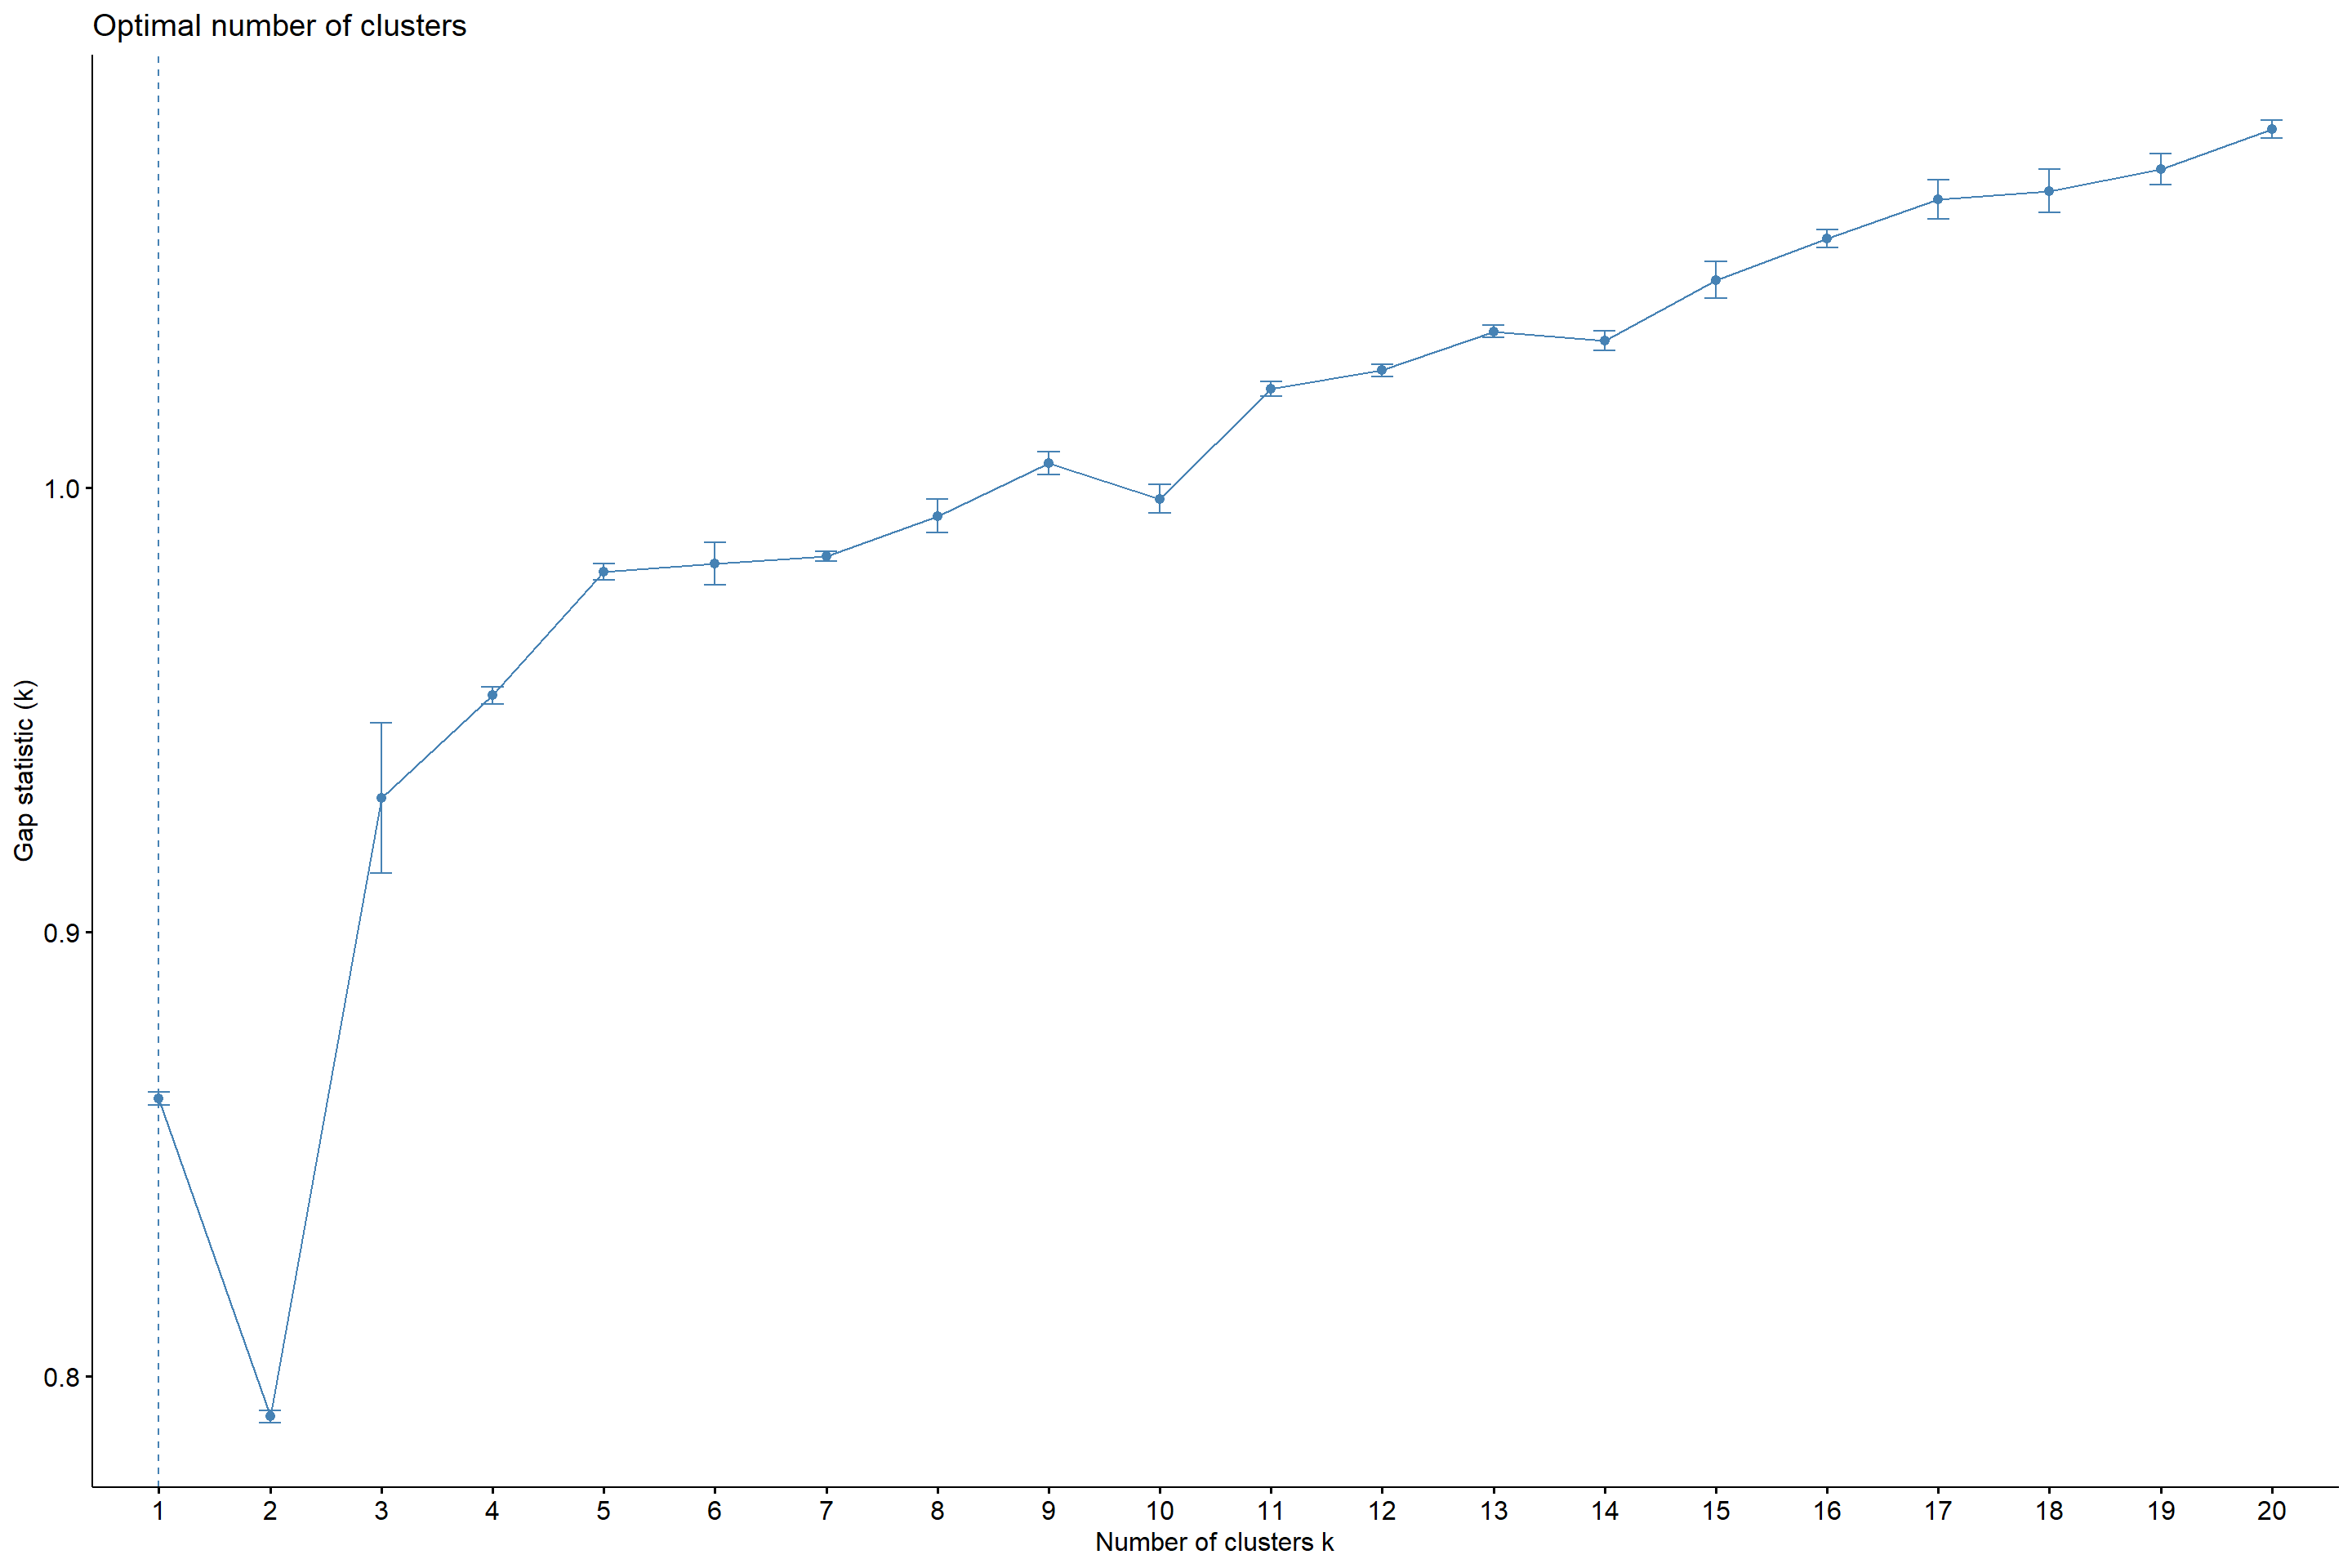 Optimal number of clusters
Gap statistic (k)
1.0
0.9
0.8
1 2 3 4 5 6 7 8 9 10 11 12 13 14 15 16 17 18 19 20
Number of clusters k